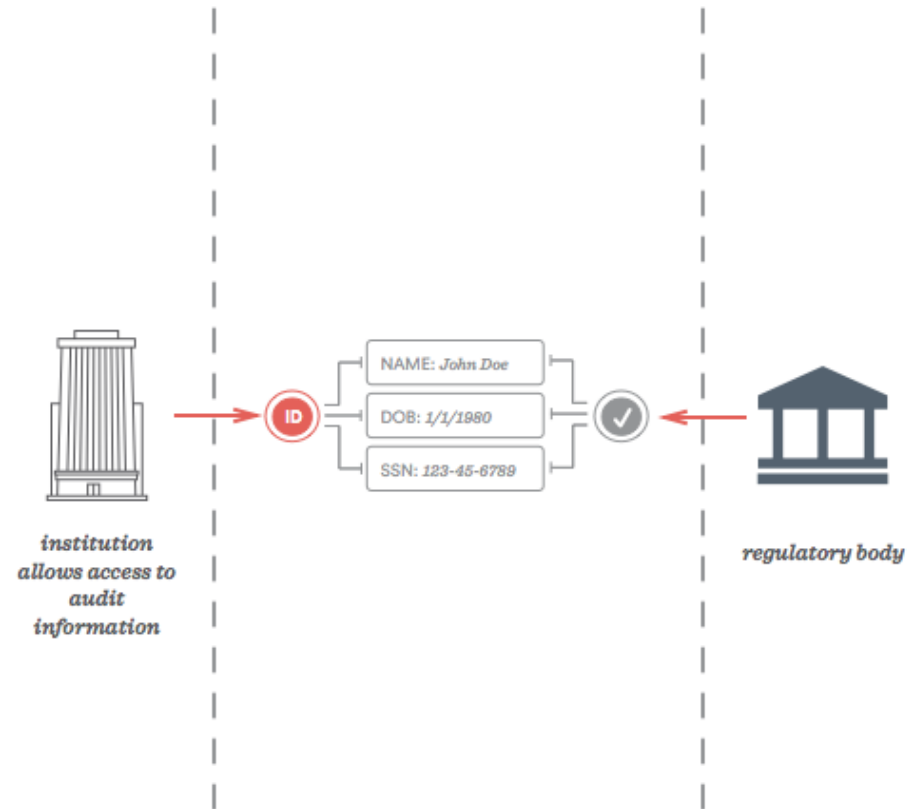 ID
NAME: John Doe
DOB: 1/1/1980
SSN: 123-45-6789
institution
allows access to
audit
information
regulatory body